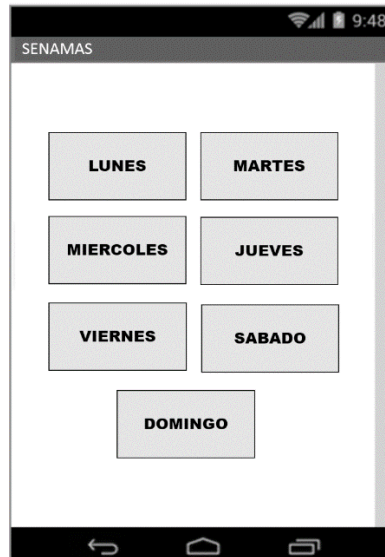 9:48
SENAMAS
LUNES
MARTES
MIERCOLES
JUEVES
VIERNES
SABADO
DOMINGO